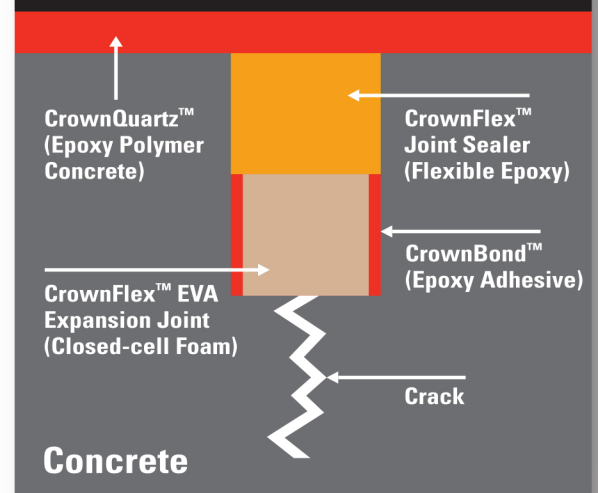 CrownQuartz™
(Epoxy Polymer
Concrete)
CrownFlex™
Joint Sealer
(Flexible Epoxy)
CrownBond™
(Epoxy Adhesive)
CrownFlex™ EVA
Expansion Joint
(Closed-cell Foam)
Crack
Concrete